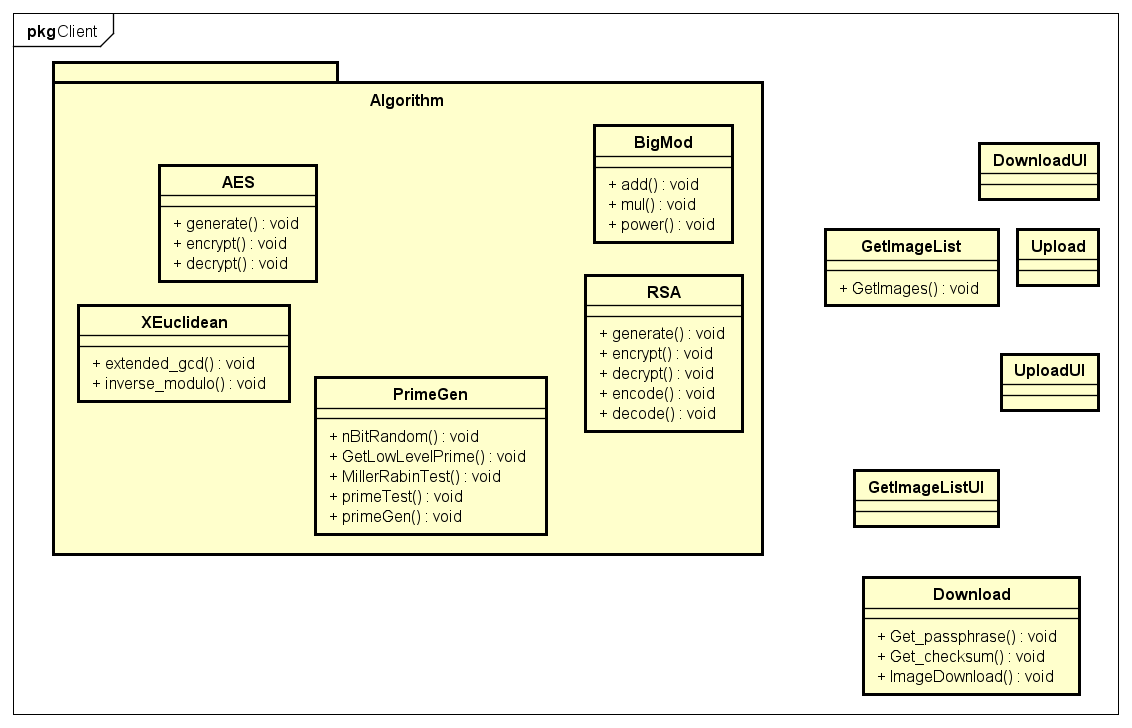 pkg Client
Algorithm
AES
+ generate() : void
+ encrypt() : void
+ decrypt() : void
BigMod
+ add() : void
+ mul() : void
+ power() : void
XEuclidean
+ extended_gcd() : void
+ inverse_modulo() : void
PrimeGen
+ nBitRandom() : void
+ GetLowLevelPrime() : void
+ MillerRabinTest() : void
+ primeTest() : void
+ primeGen() : void
RSA
+ generate() : void
+ encrypt() : void
+ decrypt() : void
+ encode() : void
+ decode() : void
DownloadUI
GetImageList
+ GetImages() : void
Upload
UploadUI
GetImageListUI
Download
+ Get_passphrase() : void
+ Get_checksum() : void
+ ImageDownload() : void